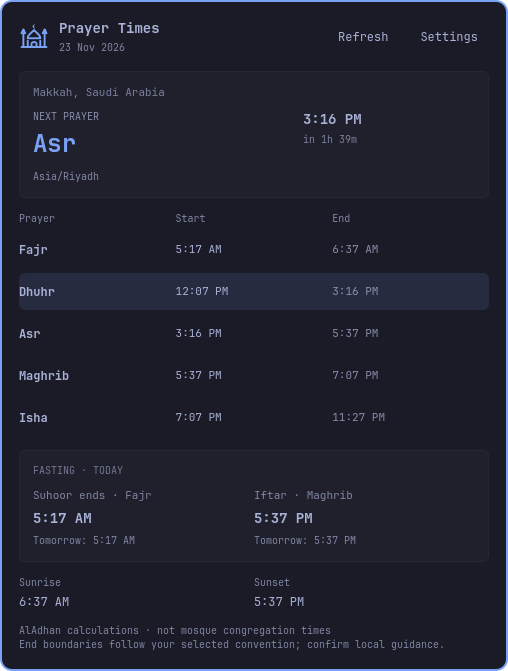 Prayer Times
23 Nov 2026
Refresh Settings
Makkah, Saudi Arabia
NEXT PRAYER
Asr
Asia/Riyadh
3:16 PM
in 1h 39m
Prayer Start End
Fajr 5:17 AM 6:37 AM
Dhuhr 12:07 PM 3:16 PM
Asr 3:16 PM 5:37 PM
Maghrib 5:37 PM 7:07 PM
Isha 7:07 PM 11:27 PM
FASTING · TODAY
Suhoor ends · Fajr
5:17 AM
Tomorrow: 5:17 AM
Iftar · Maghrib
5:37 PM
Tomorrow: 5:37 PM
Sunrise
6:37 AM
Sunset
5:37 PM
AlAdhan calculations · not mosque congregation times
End boundaries follow your selected convention; confirm local guidance.